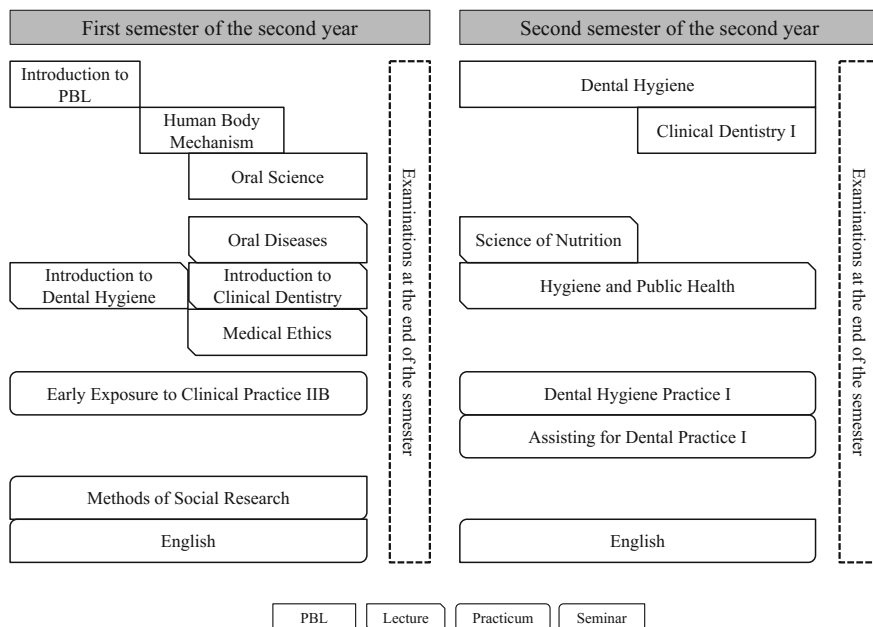 First semester of the second year
Introduction to
PBL
Human Body
Mechanism
Oral Science
Oral Diseases
Introduction to
Dental Hygiene
Introduction to
Clinical Dentistry
Medical Ethics
Early Exposure to Clinical Practice IIB
Methods of Social Research
English
Examinations at the end of the semester
Second semester of the second year
Dental Hygiene
Clinical Dentistry I
Science of Nutrition
Hygiene and Public Health
Dental Hygiene Practice I
Assisting for Dental Practice I
English
Examinations at the end of the semester
PBL
Lecture
Practicum
Seminar